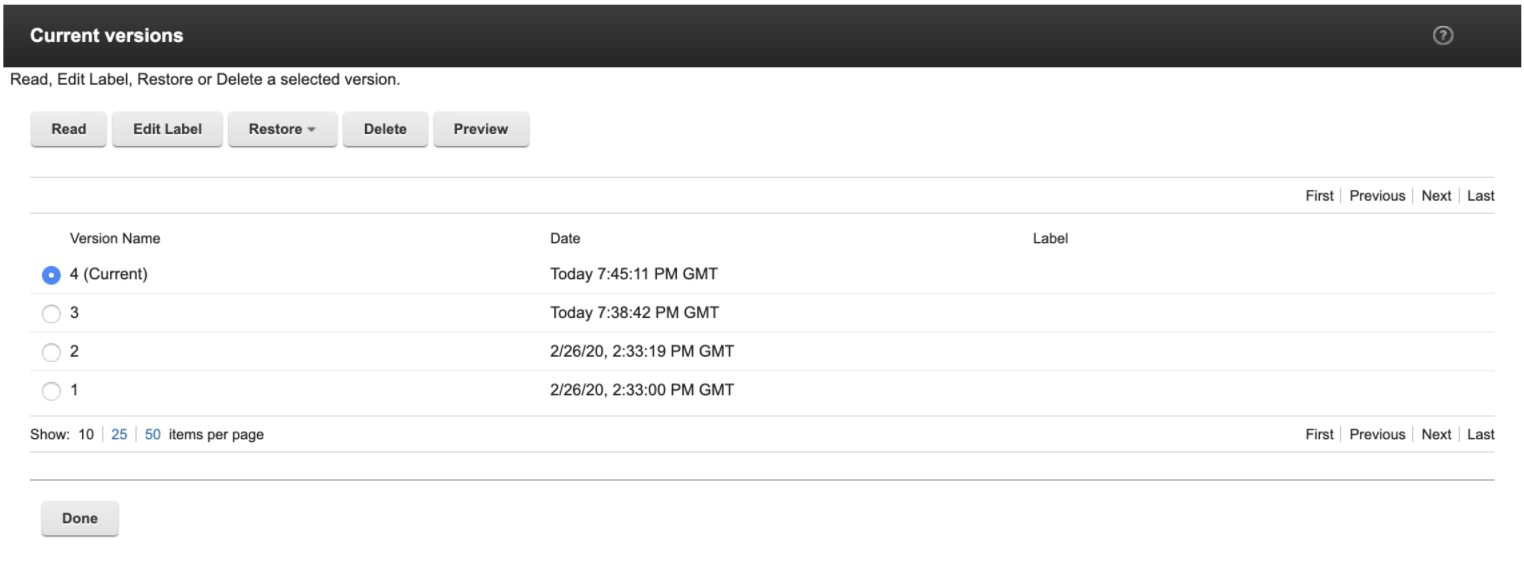 Current versions ?
Read, Edit Label, Restore or Delete a selected version.
Read Edit Label Restore Delete Preview
First Previous Next Last
Version Name Date Label
4 (Current) Today 7:45:11 PM GMT
3 Today 7:38:42 PM GMT
2 2/26/20, 2:33:19 PM GMT
1 2/26/20, 2:33:00 PM GMT
Show: 10 25 50 items per page First Previous Next Last
Done